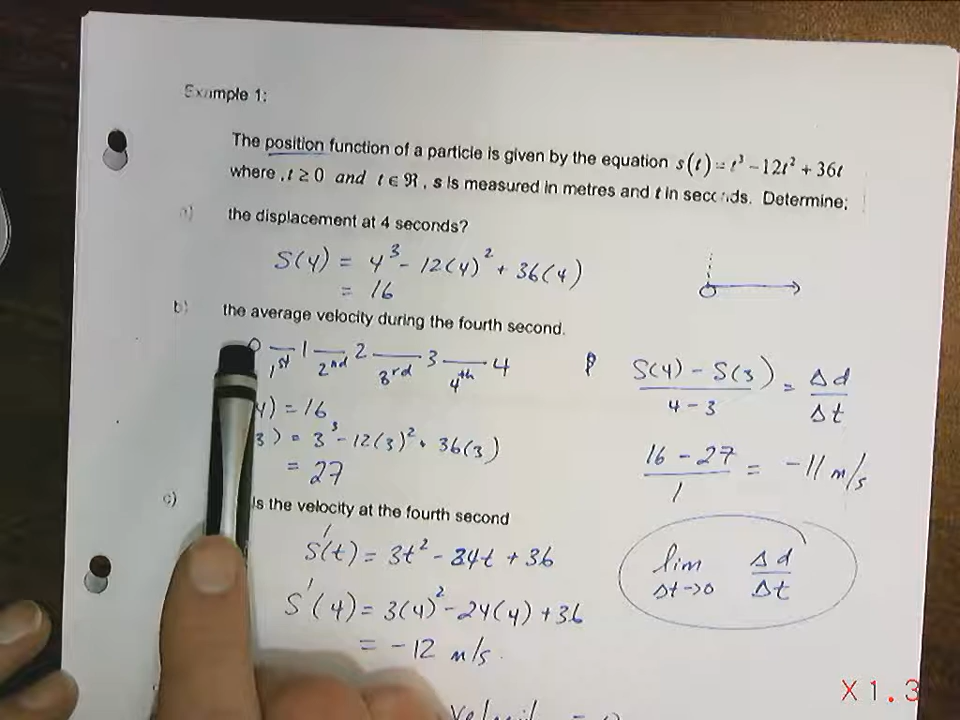 Example 1:
The position function of a particle is given by the equation s(t) = t³ − 12t² + 36t
where , t ≥ 0 and t ∈ ℜ , s is measured in metres and t in seconds. Determine;
a) the displacement at 4 seconds?
S(4) = 4³ − 12(4)² + 36(4)
= 16
b) the average velocity during the fourth second.
0 1 2 3 4
1st 2nd 3rd 4th
S(4) − S(3) / 4 − 3 = Δd / Δt
4) = 16
3) = 3³ − 12(3)² + 36(3)
= 27
16 − 27 / 1 = −11 m/s
c) is the velocity at the fourth second
S'(t) = 3t² − 24t + 36
lim Δt→0 Δd / Δt
S'(4) = 3(4)² − 24(4) + 36
= −12 m/s.
X1.3